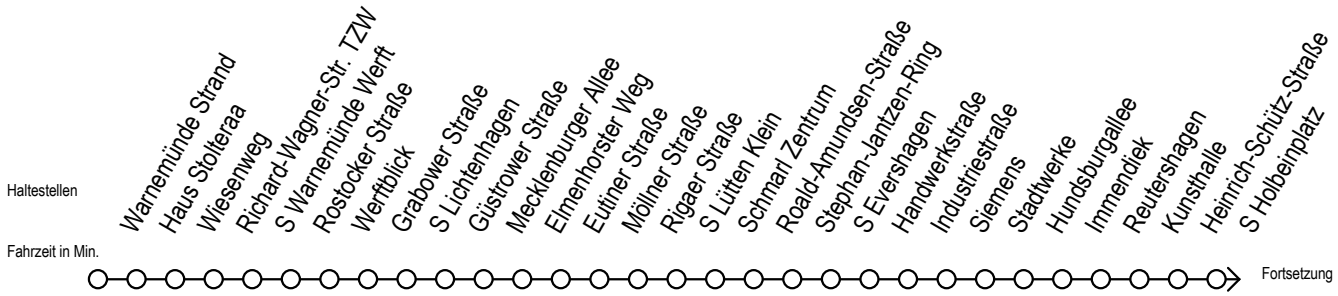 Haltestellen
Warnemünde Strand
Haus Stolteraa
Wiesenweg
Richard-Wagner-Str. TZW
S Warnemünde Werft
Rostocker Straße
Werftblick
Grabower Straße
S Lichtenhagen
Güstrower Straße
Mecklenburger Allee
Elmenhorster Weg
Eutiner Straße
Möllner Straße
Rigaer Straße
S Lütten Klein
Schmarl Zentrum
Roald-Amundsen-Straße
Stephan-Jantzen-Ring
S Evershagen
Handwerkstraße
Industriestraße
Siemens
Stadtwerke
Hundsburgallee
Immendiek
Reutershagen
Kunsthalle
Heinrich-Schütz-Straße
S Holbeinplatz
Fahrzeit in Min.
Fortsetzung